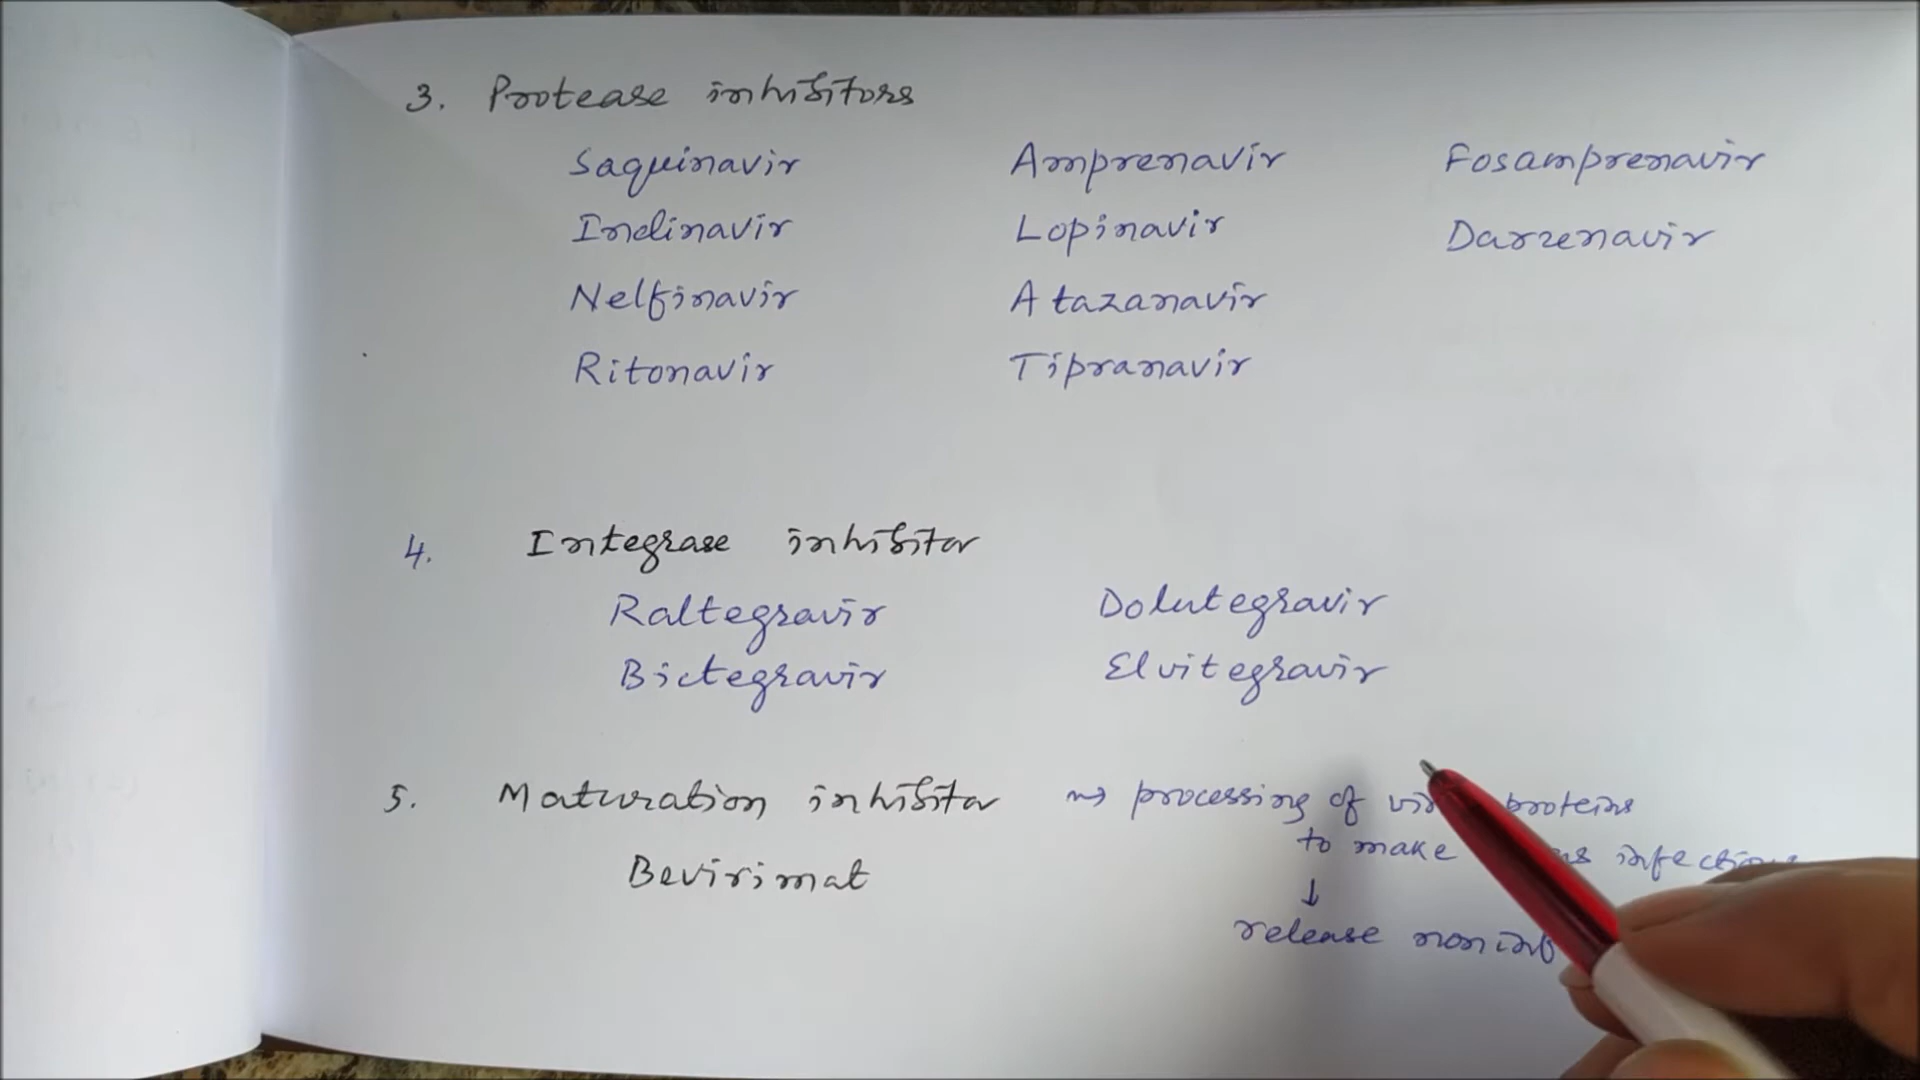 3. Protease inhibitors
Saquinavir Amprenavir Fosamprenavir
Indinavir Lopinavir Darunavir
Nelfinavir Atazanavir
Ritonavir Tipranavir
4. Integrase inhibitor
Raltegravir Dolutegravir
Bictegravir Elvitegravir
5. Maturation inhibitor → processing of proteins
to make
Bevirimat ↓
release